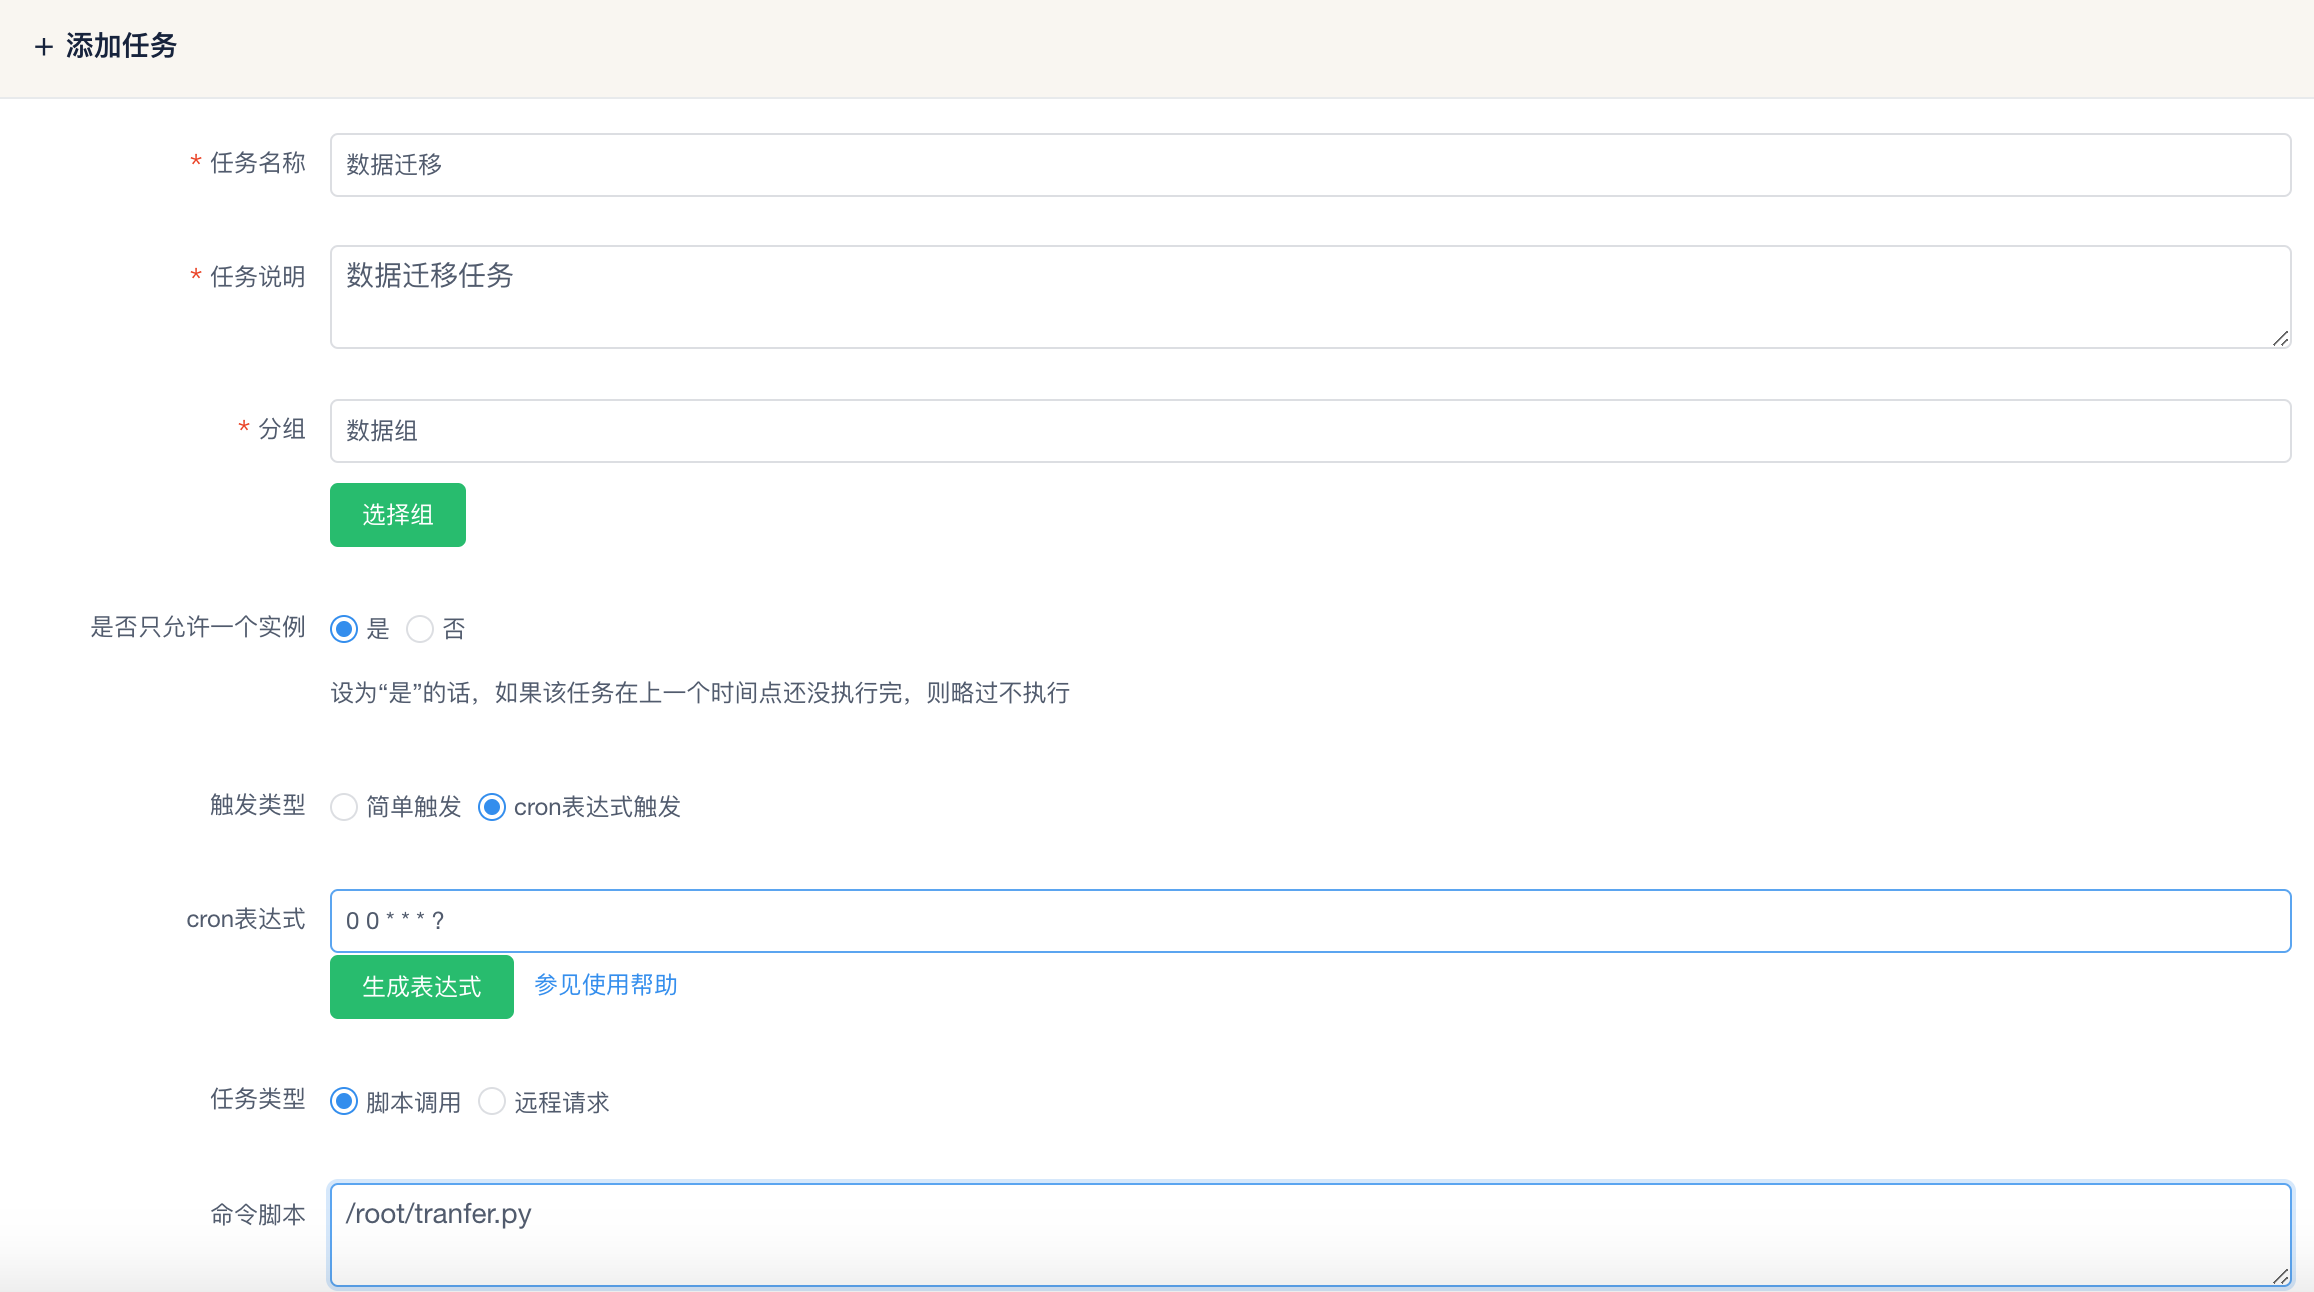 + 添加任务
* 任务名称 数据迁移
* 任务说明 数据迁移任务
* 分组 数据组
选择组
是否只允许一个实例 是 否
设为“是”的话，如果该任务在上一个时间点还没执行完，则略过不执行
触发类型 简单触发 cron表达式触发
cron表达式 0 0 * * * ?
生成表达式 参见使用帮助
任务类型 脚本调用 远程请求
命令脚本 /root/tranfer.py